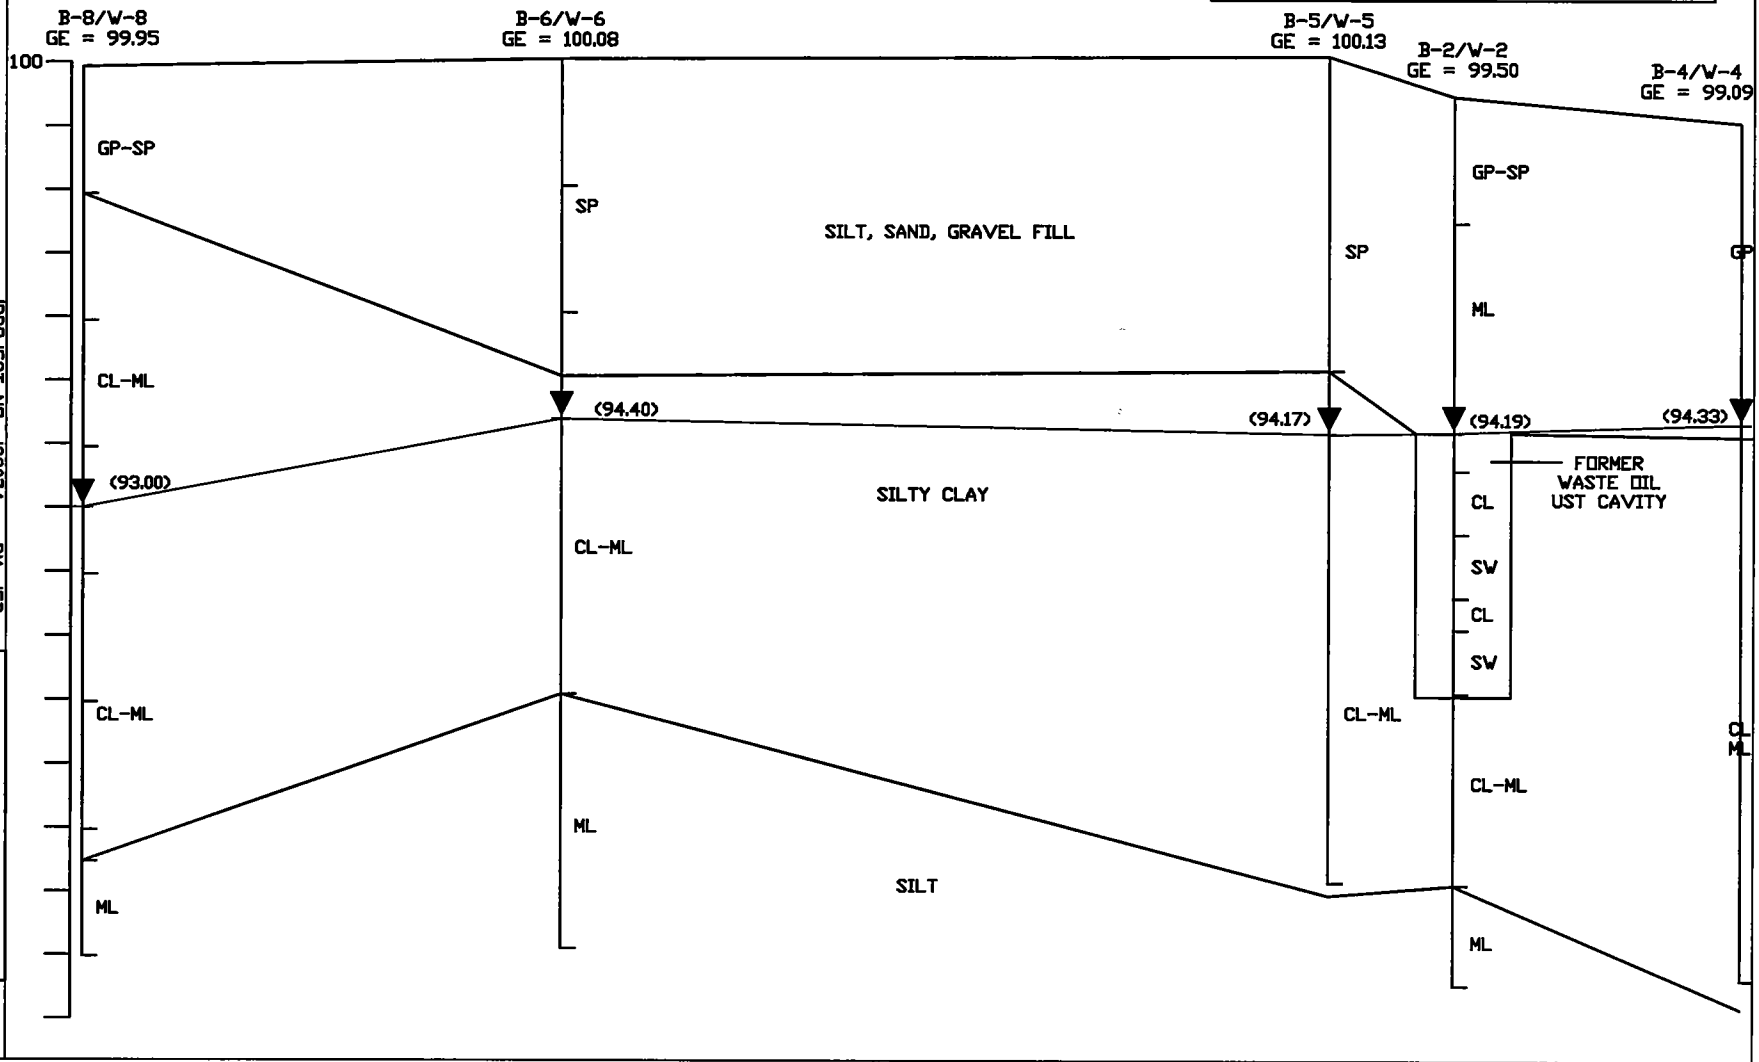 B-8/W-8
GE = 99.95
B-6/W-6
GE = 100.08
B-5/W-5
GE = 100.13
B-2/W-2
GE = 99.50
B-4/W-4
GE = 99.09
100
GP-SP
SP
SILT, SAND, GRAVEL FILL
SP
GP-SP
GP
ML
CL-ML
(94.40)
(94.17)
(94.19)
(94.33)
(93.00)
SILTY CLAY
FORMER
WASTE OIL
UST CAVITY
CL
CL-ML
SW
CL
SW
CL-ML
CL-ML
CL
ML
CL-ML
ML
SILT
ML
ML